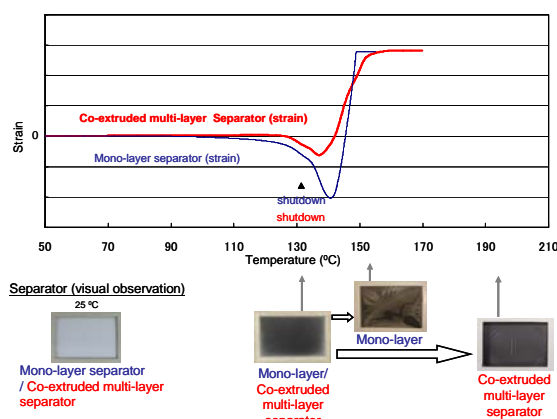 Co-extruded multi-layer Separator (strain)
Strain
0
Mono-layer separator (strain)
shutdown
shutdown
50 70 90 110 130 150 170 190 210
Temperature (ºC)
Separator (visual observation)
25 ºC
Mono-layer separator
/ Co-extruded multi-layer
separator
Mono-layer/
Co-extruded
multi-layer
separator
Mono-layer
Co-extruded
multi-layer
separator